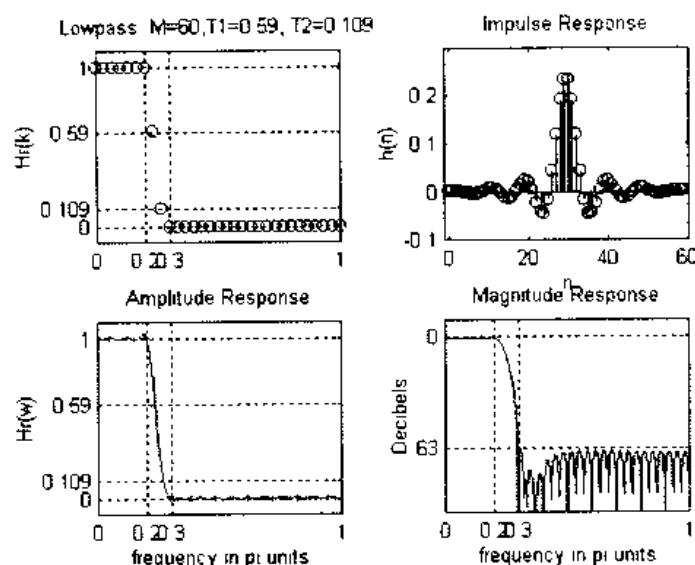 Lowpass M=60,T1=0.59, T2=0.109
Impulse Response
Hr(k)
1
0.59
0.109
0
0 0.2 0.3 1
h(n)
0.2
0.1
0
-0.1
0 20 40 60
n
Amplitude Response
Magnitude Response
Hr(w)
1
0.59
0.109
0
0 0.2 0.3 1
frequency in pi units
Decibels
0
63
0 0.2 0.3 1
frequency in pi units